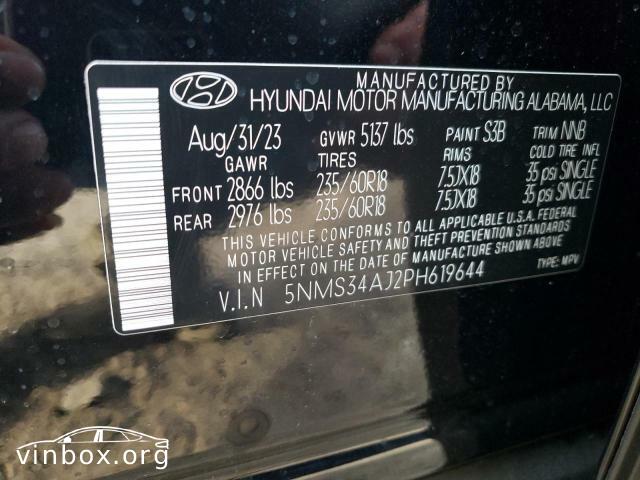 MANUFACTURED BY
HYUNDAI MOTOR MANUFACTURING ALABAMA, LLC
Aug/31/23 GVWR 5137 lbs PAINT S3B TRIM NNB
GAWR TIRES RIMS COLD TIRE INFL
FRONT 2866 lbs 235/60R18 7.5JX18 35 psi SINGLE
REAR 2976 lbs 235/60R18 7.5JX18 35 psi SINGLE
THIS VEHICLE CONFORMS TO ALL APPLICABLE U.S.A. FEDERAL
MOTOR VEHICLE SAFETY AND THEFT PREVENTION STANDARDS
IN EFFECT ON THE DATE OF MANUFACTURE SHOWN ABOVE
V.I.N 5NMS34AJ2PH619644 TYPE: MPV
vinbox.org